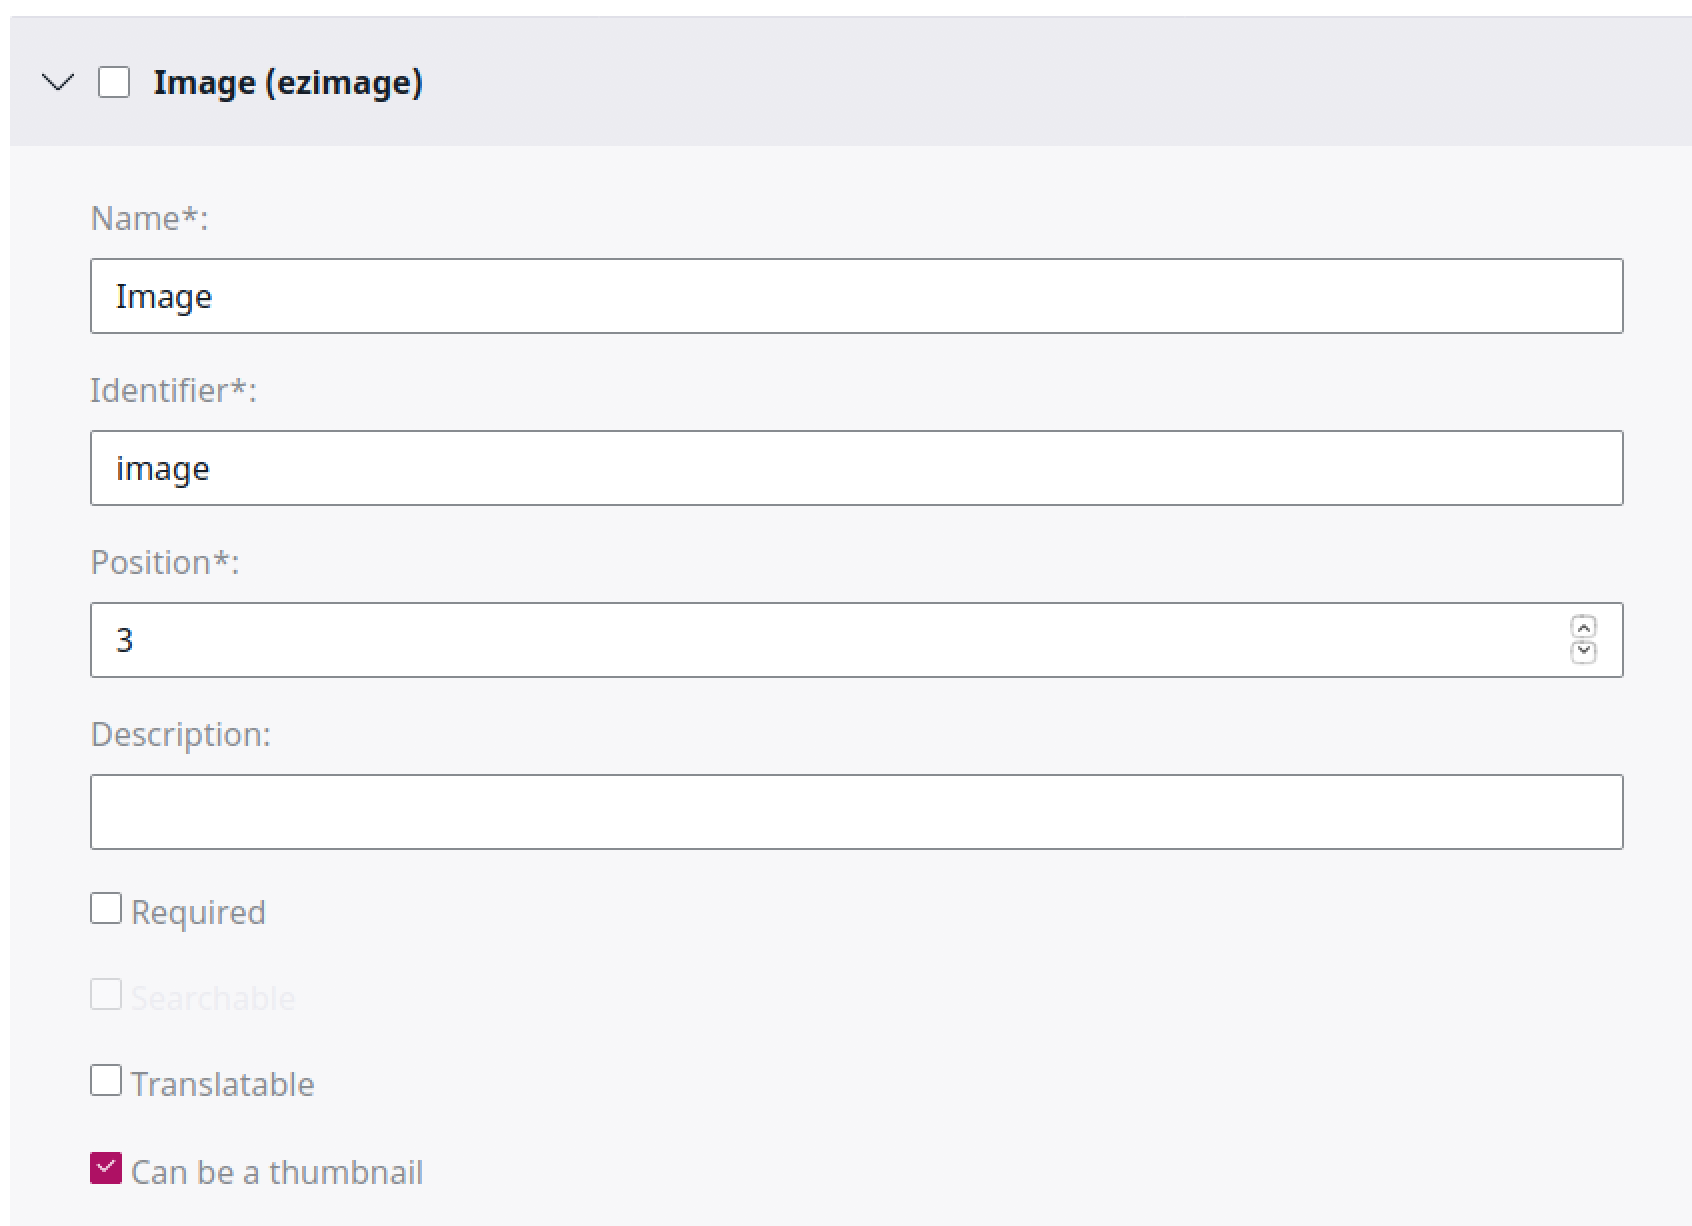 Image (ezimage)
Name*:
Image
Identifier*:
image
Position*:
3
Description:
Required
Searchable
Translatable
Can be a thumbnail